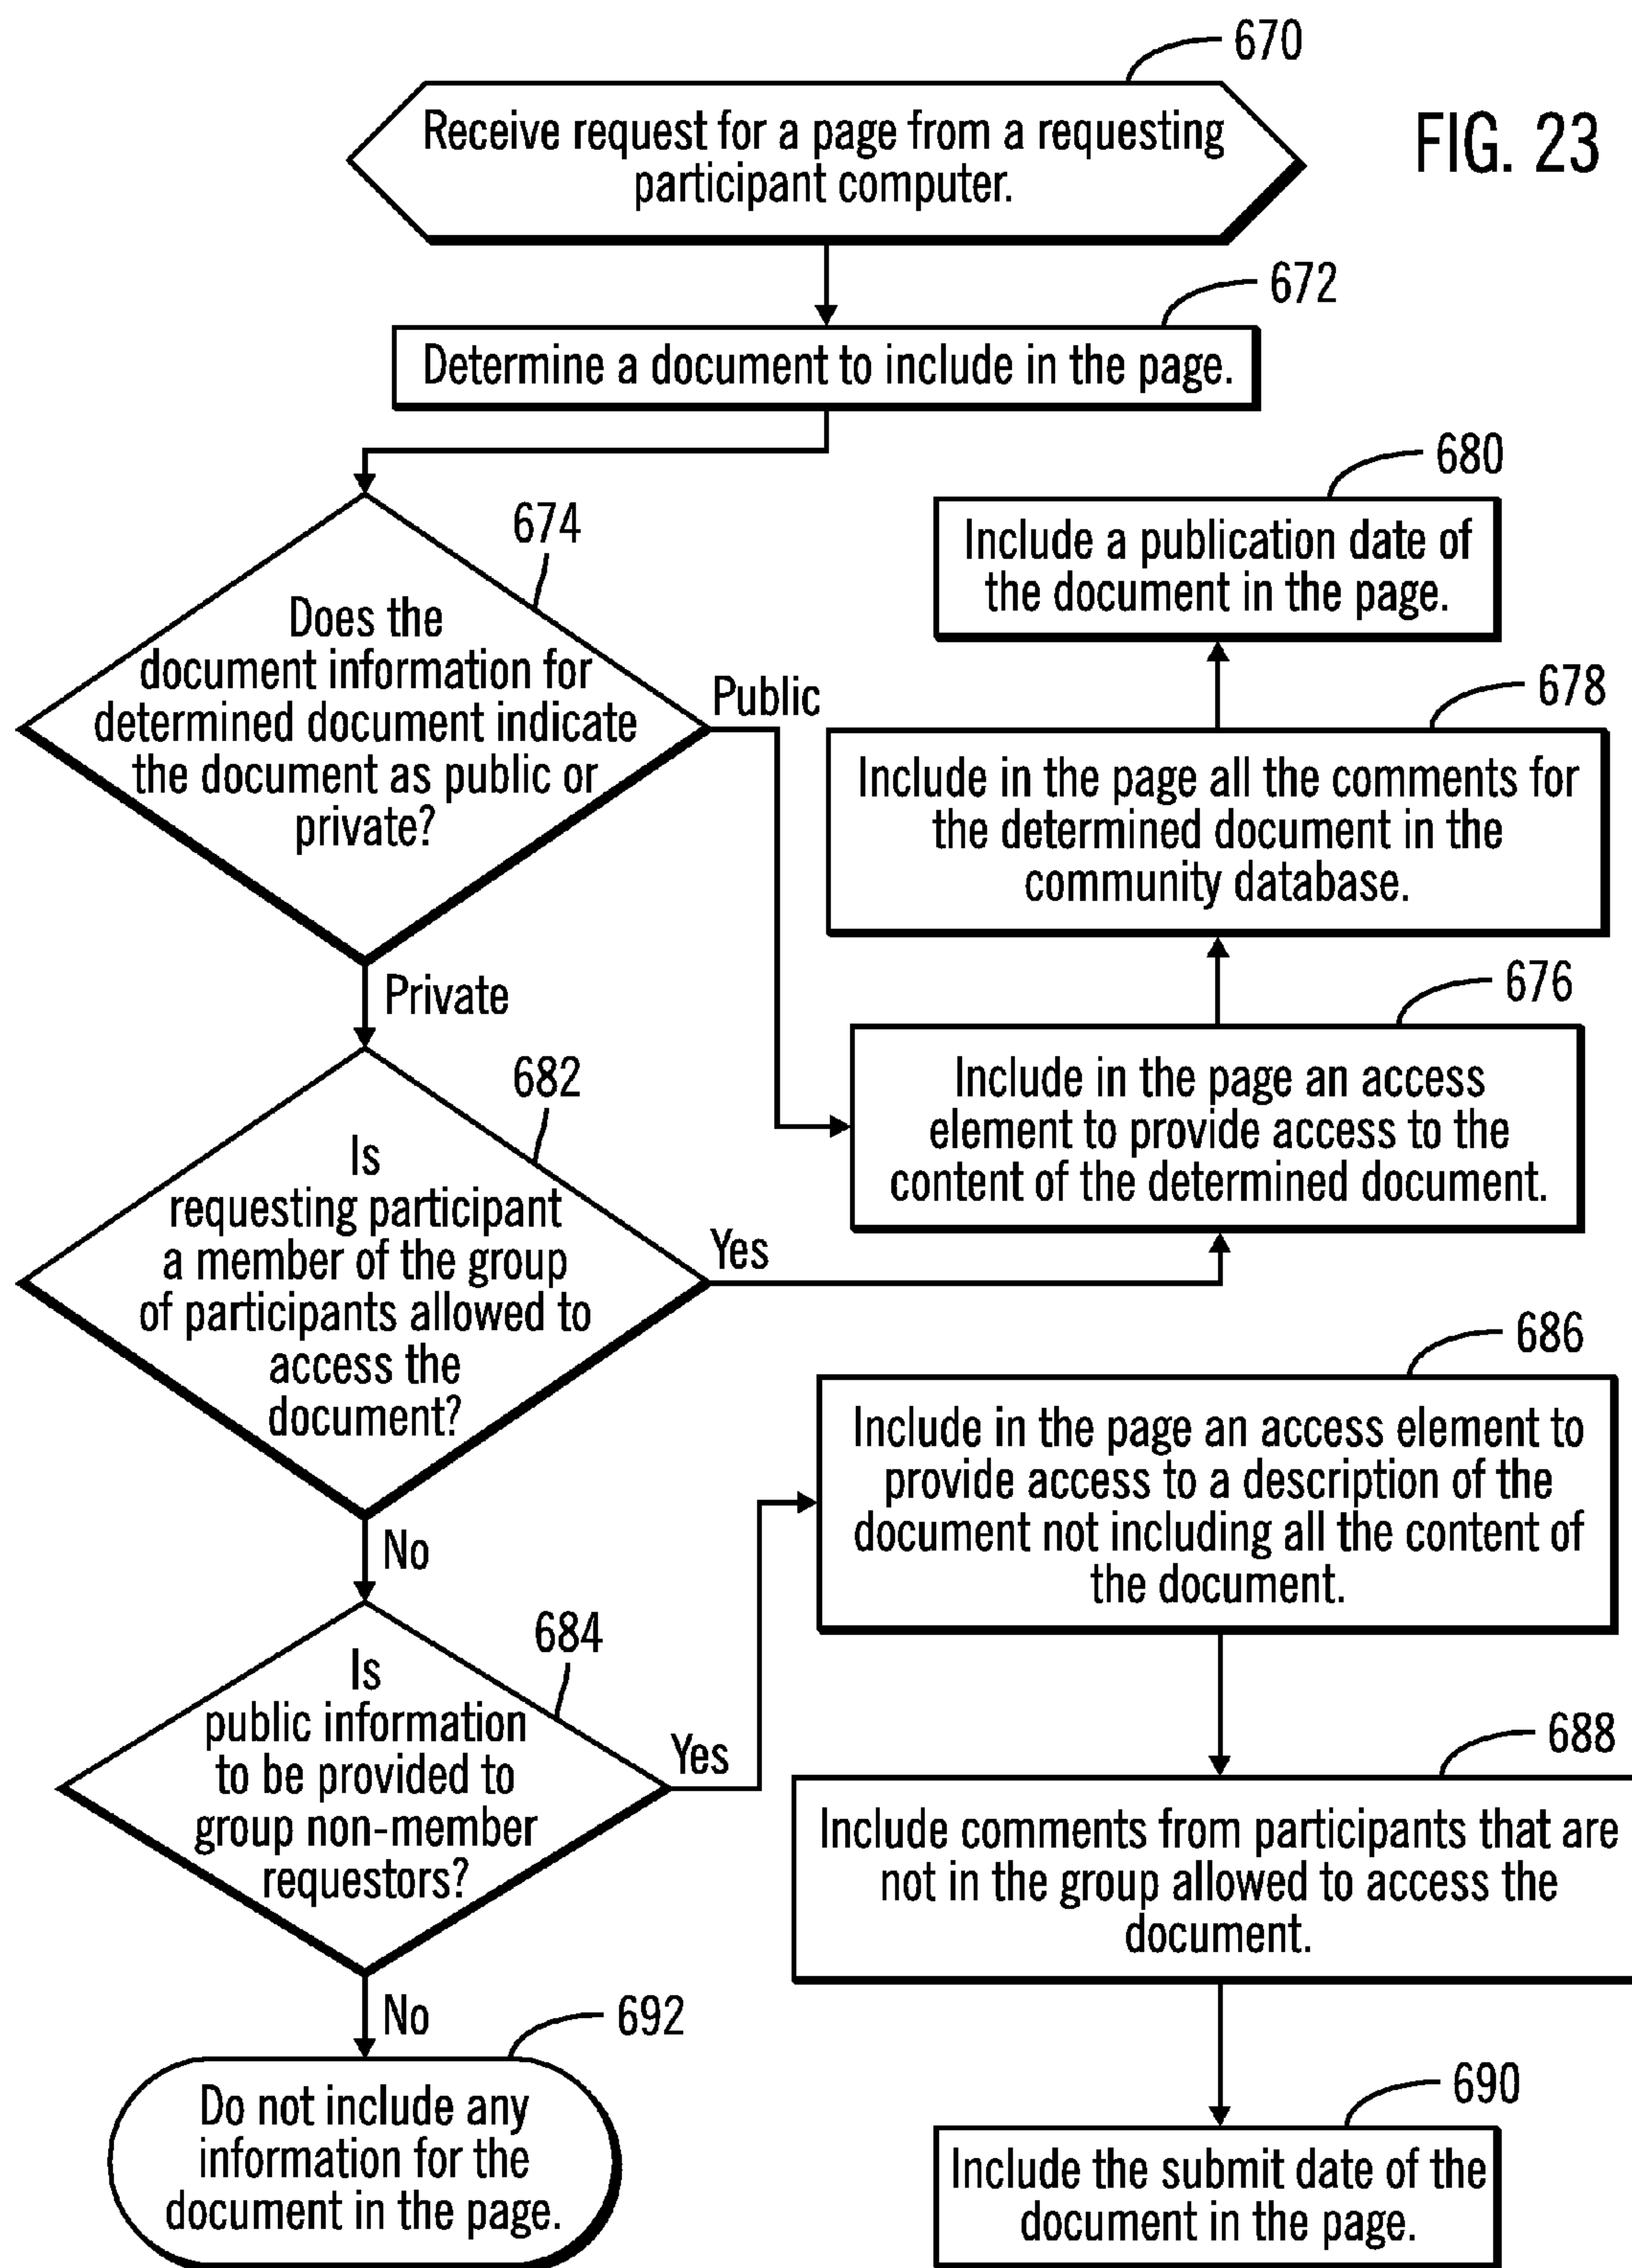 670
FIG. 23
Receive request for a page from a requesting
participant computer.
672
Determine a document to include in the page.
674
Does the
document information for
determined document indicate
the document as public or
private?
Public
Private
680
Include a publication date of
the document in the page.
678
Include in the page all the comments for
the determined document in the
community database.
676
Include in the page an access
element to provide access to the
content of the determined document.
682
Is
requesting participant
a member of the group
of participants allowed to
access the
document?
Yes
No
684
Is
public information
to be provided to
group non-member
requestors?
Yes
No
686
Include in the page an access element to
provide access to a description of the
document not including all the content of
the document.
688
Include comments from participants that are
not in the group allowed to access the
document.
690
Include the submit date of the
document in the page.
692
Do not include any
information for the
document in the page.